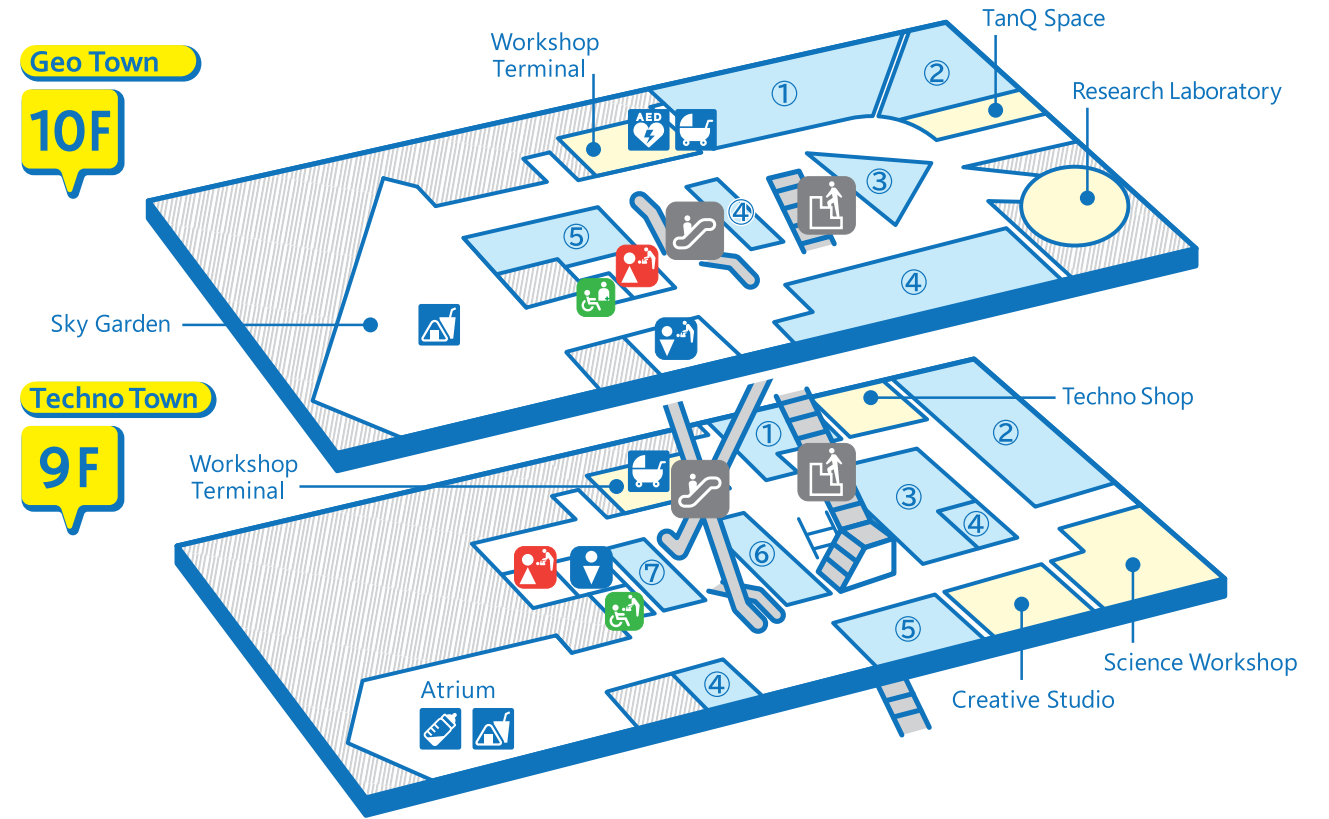 TanQ Space
Workshop
Terminal
Geo Town
①
②
Research Laboratory
10F
AED
③
④
⑤
④
Sky Garden
Techno Town
Techno Shop
①
②
9F
Workshop
Terminal
③
④
⑥
⑦
⑤
Science Workshop
④
Atrium
Creative Studio